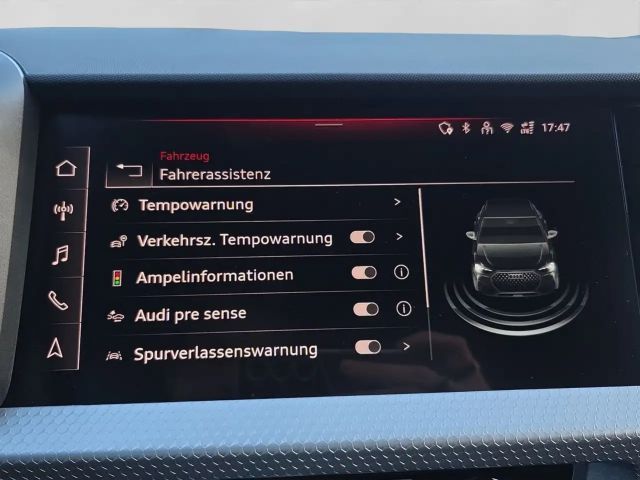 17:47
Fahrzeug
Fahrerassistenz
Tempowarnung
Verkehrsz. Tempowarnung
Ampelinformationen
Audi pre sense
Spurverlassenswarnung